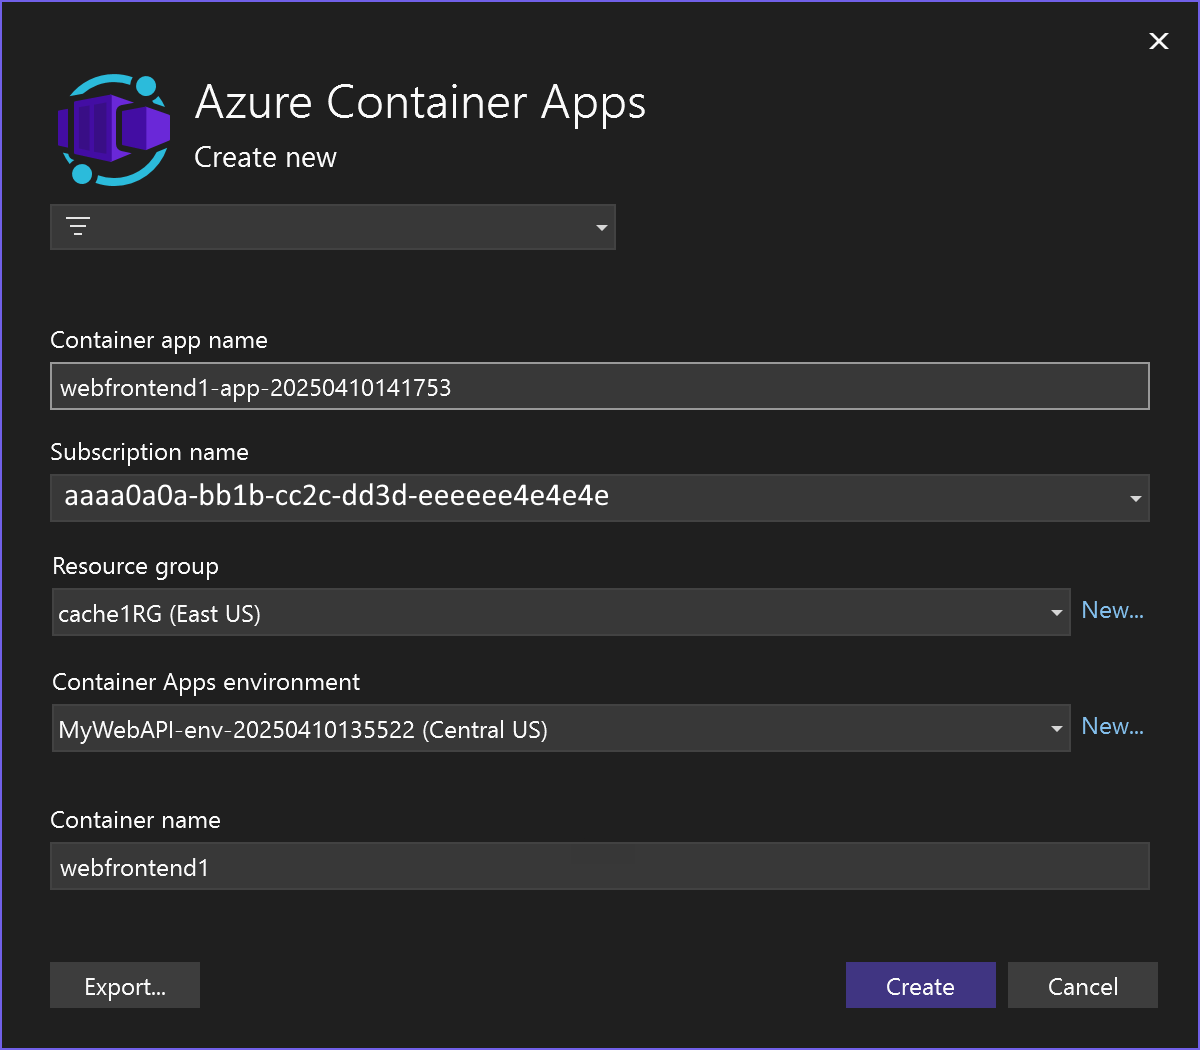 Azure Container Apps
Create new
Container app name
webfrontend1-app-20250410141753
Subscription name
aaaa0a0a-bb1b-cc2c-dd3d-eeeeee4e4e4e
Resource group
cache1RG (East US)
New...
Container Apps environment
MyWebAPI-env-20250410135522 (Central US)
New...
Container name
webfrontend1
Export...
Create
Cancel